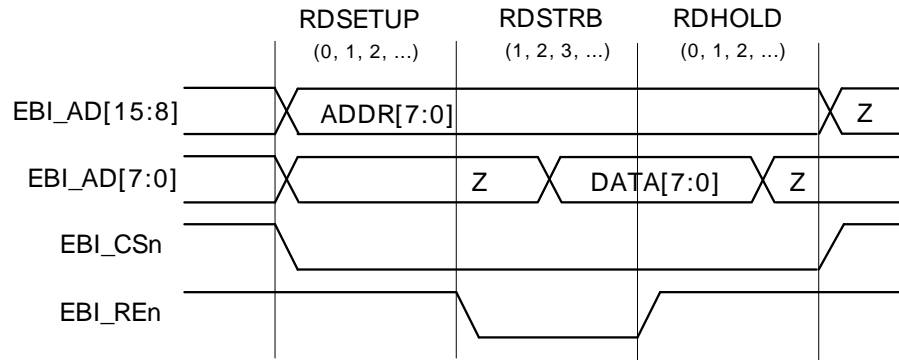 RDSETUP RDSTRB RDHOLD
(0, 1, 2, ...) (1, 2, 3, ...) (0, 1, 2, ...)
EBI_AD[15:8] ADDR[7:0] Z
EBI_AD[7:0] Z DATA[7:0] Z
EBI_CSn
EBI_REn